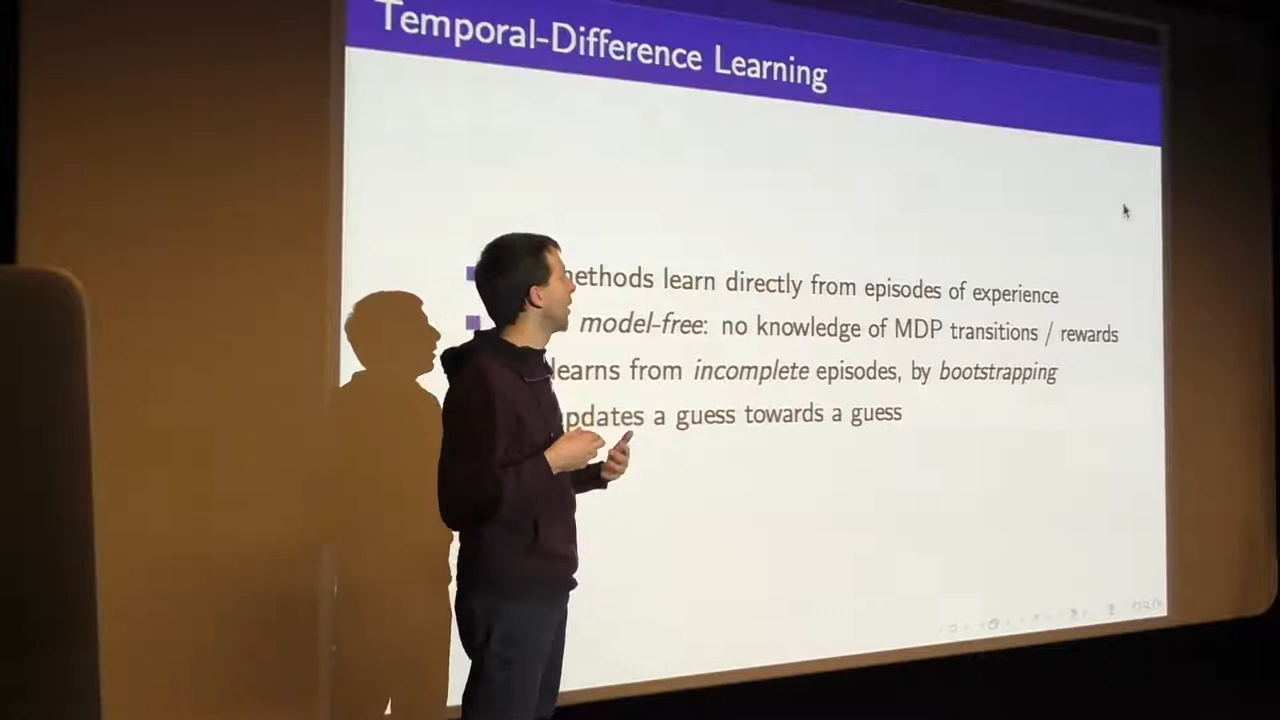 Temporal-Difference Learning
methods learn directly from episodes of experience
model-free: no knowledge of MDP transitions / rewards
learns from incomplete episodes, by bootstrapping
updates a guess towards a guess